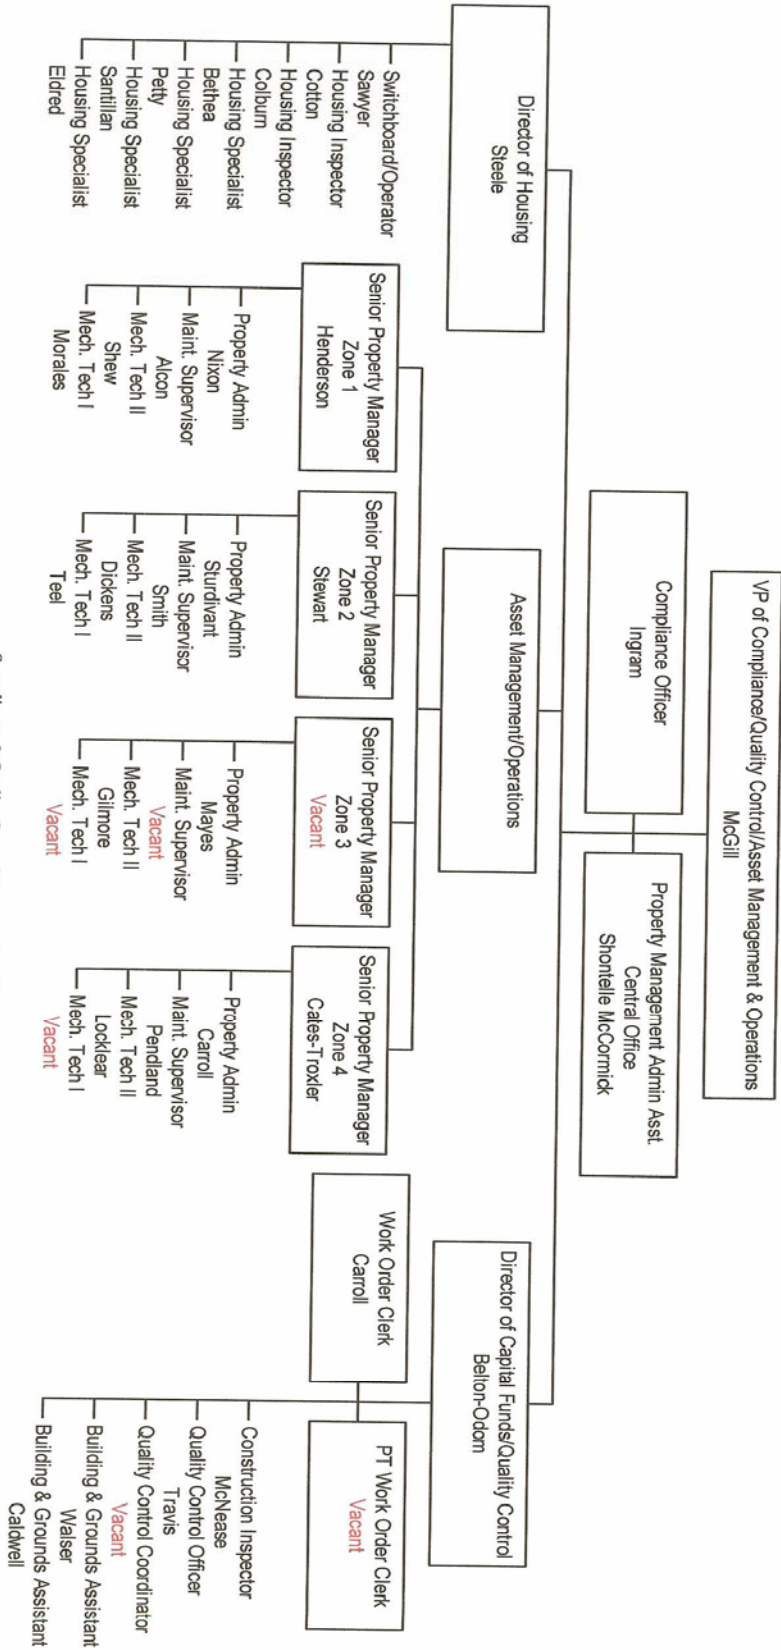 VP of Compliance/Quality Control/Asset Management & Operations
McGill
Compliance Officer
Ingram
Property Management Admin Asst.
Central Office
Shontelle McCormick
Director of Housing
Steele
Switchboard/Operator
Sawyer
Housing Inspector
Cotton
Housing Inspector
Colburn
Housing Specialist
Bethea
Housing Specialist
Petty
Housing Specialist
Santillan
Housing Specialist
Eldred
Asset Management/Operations
Senior Property Manager
Zone 1
Henderson
Property Admin
Nixon
Maint. Supervisor
Alcon
Mech. Tech II
Shew
Mech. Tech I
Morales
Senior Property Manager
Zone 2
Stewart
Property Admin
Sturdivant
Maint. Supervisor
Smith
Mech. Tech II
Dickens
Mech. Tech I
Teel
Senior Property Manager
Zone 3
Vacant
Property Admin
Mayes
Maint. Supervisor
Vacant
Mech. Tech II
Gilmore
Mech. Tech I
Vacant
Senior Property Manager
Zone 4
Cales-Troxler
Property Admin
Carroll
Maint. Supervisor
Pendland
Mech. Tech II
Locklear
Mech. Tech I
Vacant
Director of Capital Funds/Quality Control
Belton-Odom
Work Order Clerk
Carroll
PT Work Order Clerk
Vacant
Construction Inspector
McNease
Quality Control Officer
Travis
Quality Control Coordinator
Vacant
Building & Grounds Assistant
Walser
Building & Grounds Assistant
Caldwell